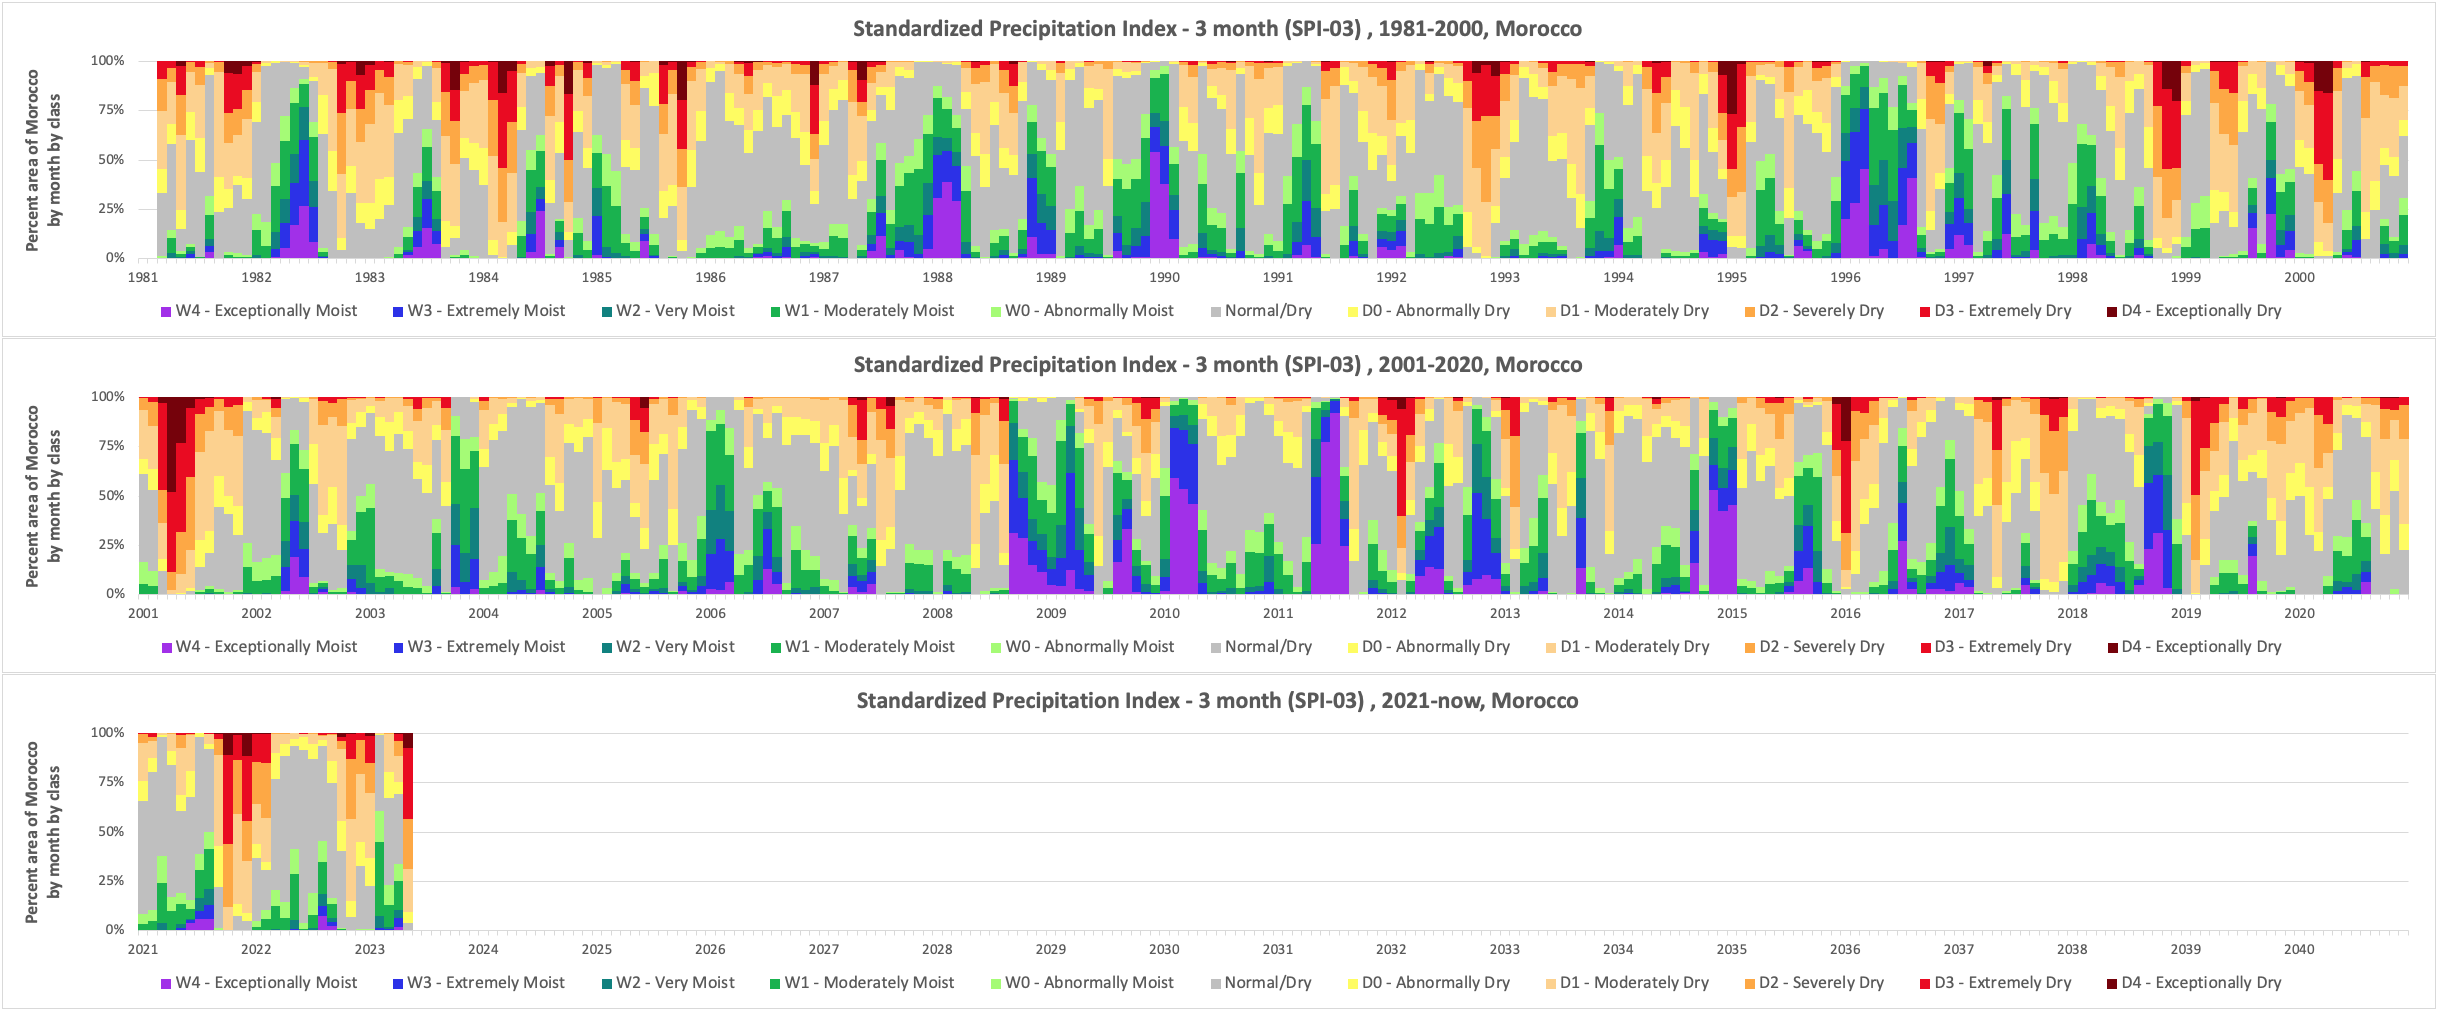 Standardized Precipitation Index - 3 month (SPI-03) , 1981-2000, Morocco
Percent area of Morocco
by month by class
100%
75%
50%
25%
0%
1981 1982 1983 1984 1985 1986 1987 1988 1989 1990 1991 1992 1993 1994 1995 1996 1997 1998 1999 2000
W4 - Exceptionally Moist W3 - Extremely Moist W2 - Very Moist W1 - Moderately Moist W0 - Abnormally Moist Normal/Dry D0 - Abnormally Dry D1 - Moderately Dry D2 - Severely Dry D3 - Extremely Dry D4 - Exceptionally Dry
Standardized Precipitation Index - 3 month (SPI-03) , 2001-2020, Morocco
Percent area of Morocco
by month by class
100%
75%
50%
25%
0%
2001 2002 2003 2004 2005 2006 2007 2008 2009 2010 2011 2012 2013 2014 2015 2016 2017 2018 2019 2020
W4 - Exceptionally Moist W3 - Extremely Moist W2 - Very Moist W1 - Moderately Moist W0 - Abnormally Moist Normal/Dry D0 - Abnormally Dry D1 - Moderately Dry D2 - Severely Dry D3 - Extremely Dry D4 - Exceptionally Dry
Standardized Precipitation Index - 3 month (SPI-03) , 2021-now, Morocco
Percent area of Morocco
by month by class
100%
75%
50%
25%
0%
2021 2022 2023 2024 2025 2026 2027 2028 2029 2030 2031 2032 2033 2034 2035 2036 2037 2038 2039 2040
W4 - Exceptionally Moist W3 - Extremely Moist W2 - Very Moist W1 - Moderately Moist W0 - Abnormally Moist Normal/Dry D0 - Abnormally Dry D1 - Moderately Dry D2 - Severely Dry D3 - Extremely Dry D4 - Exceptionally Dry